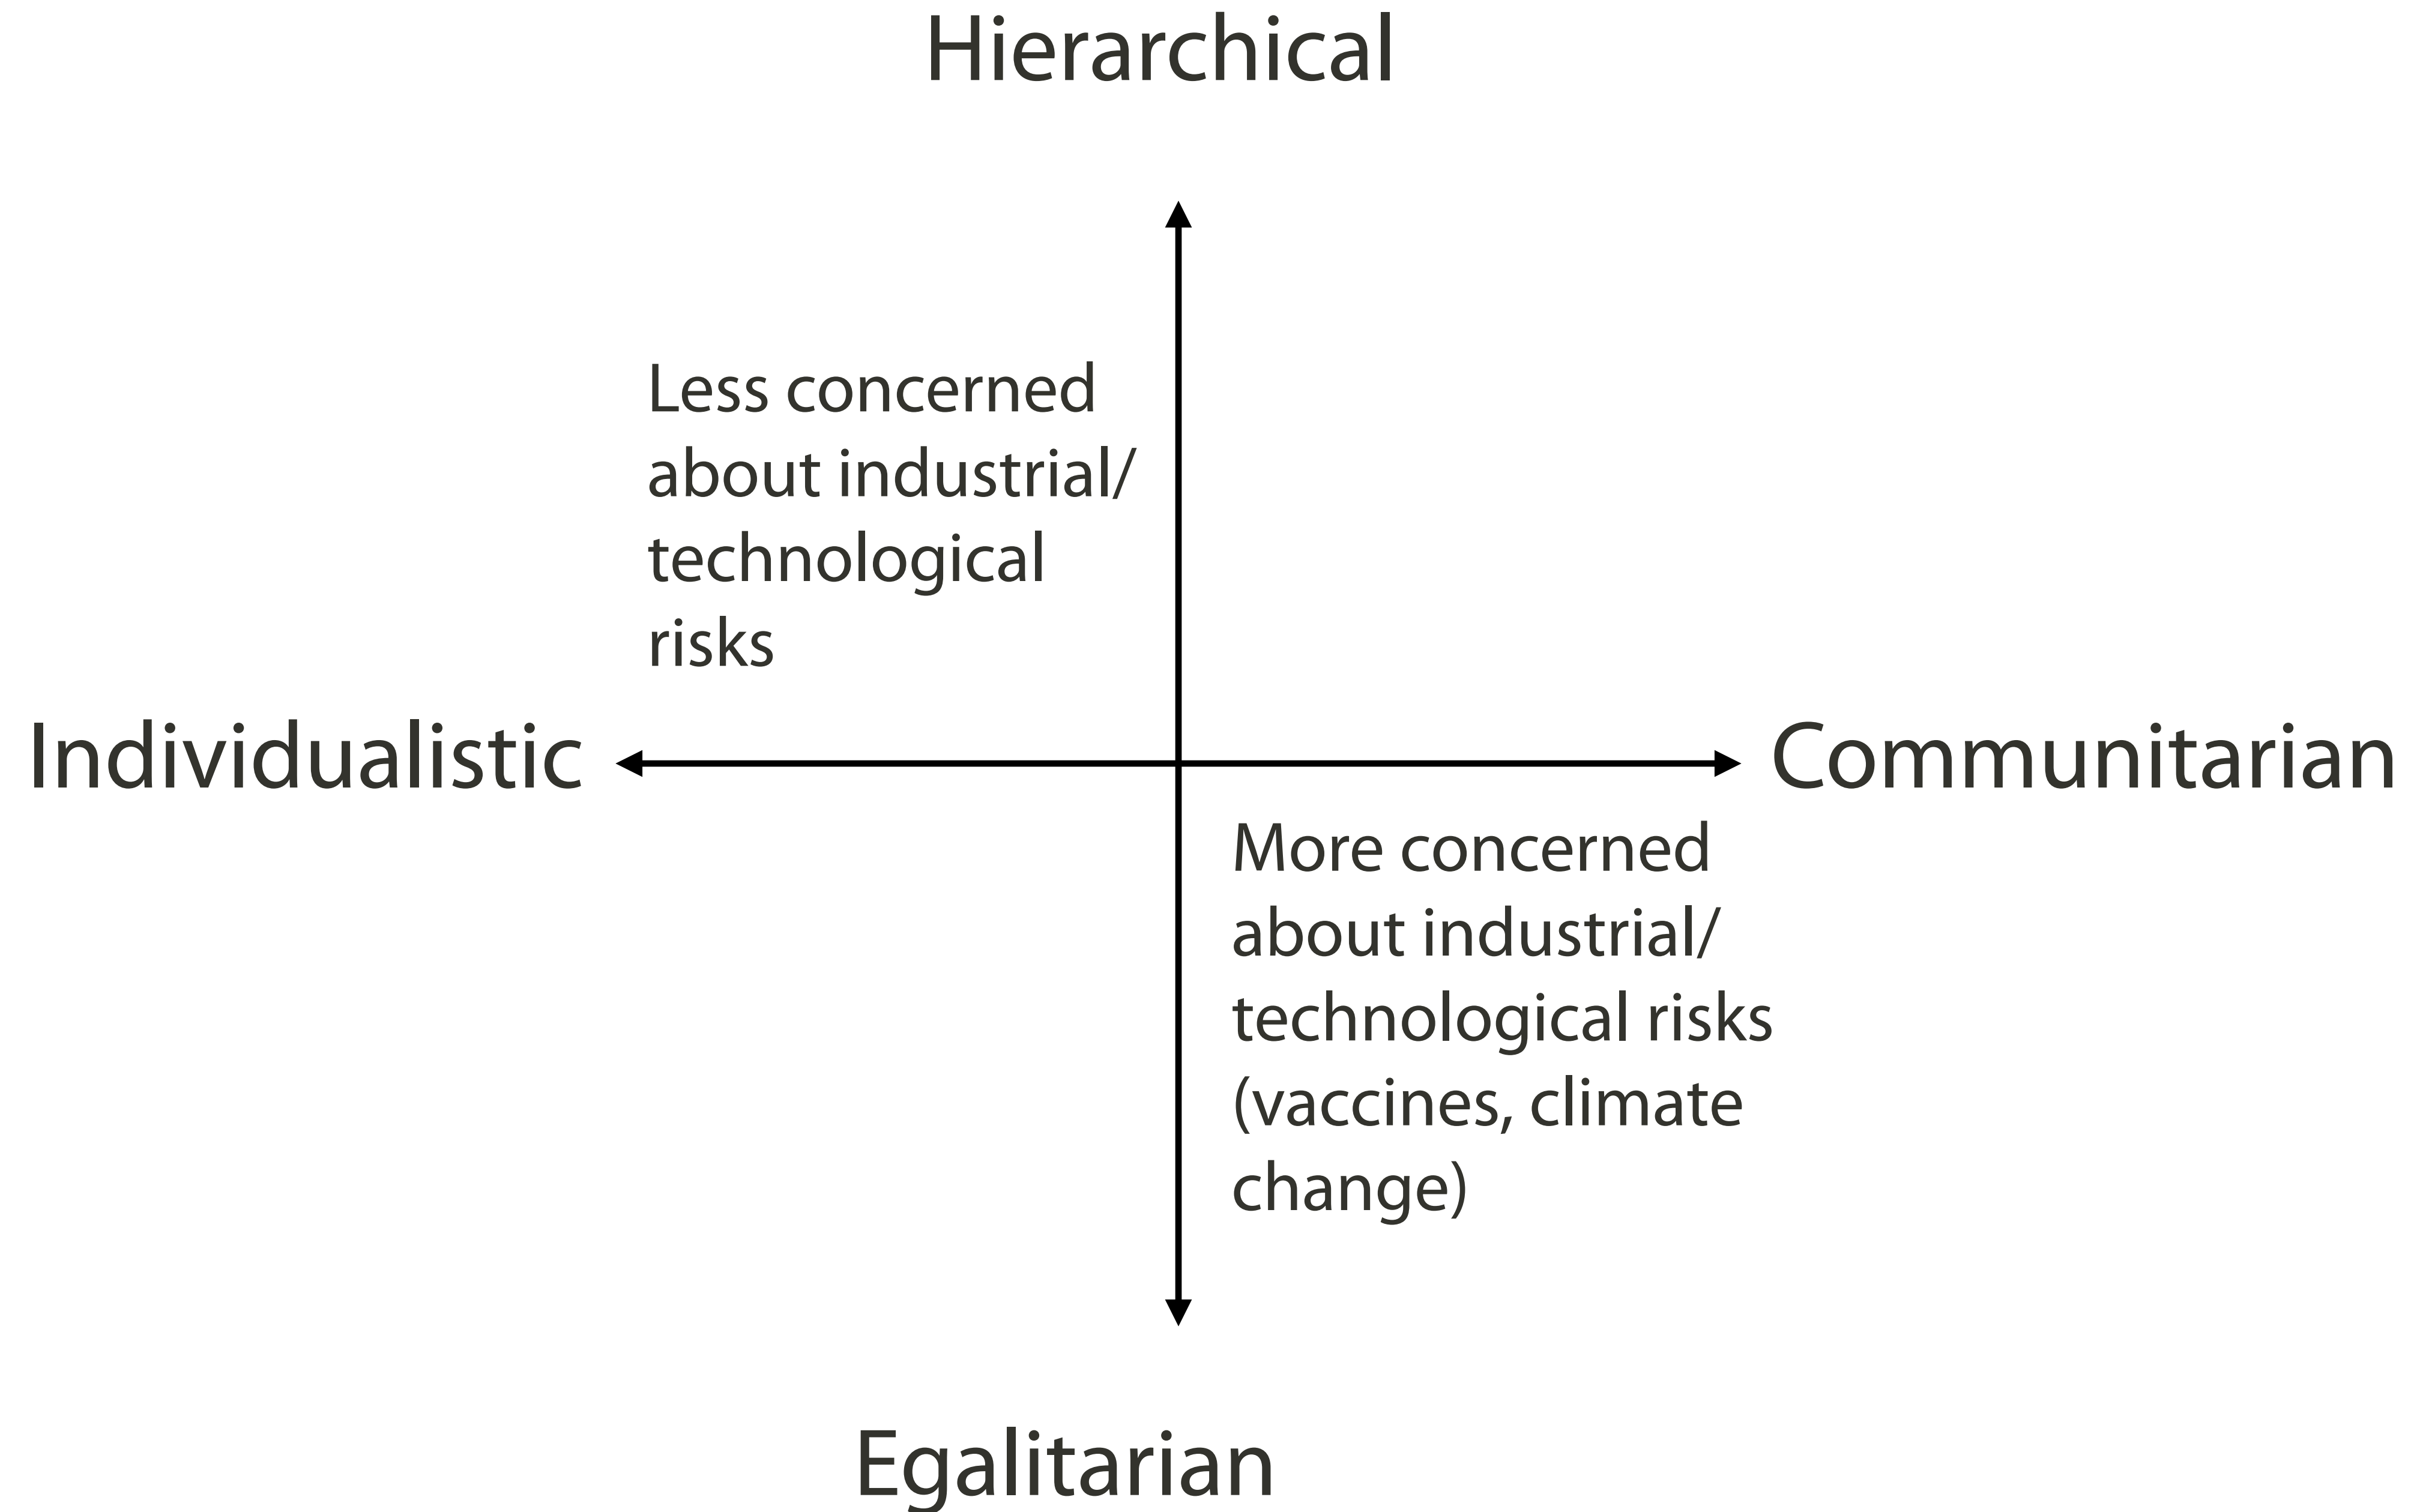 Hierarchical
Less concerned
about industrial/
technological
risks
Individualistic
Communitarian
More concerned
about industrial/
technological risks
(vaccines, climate
change)
Egalitarian